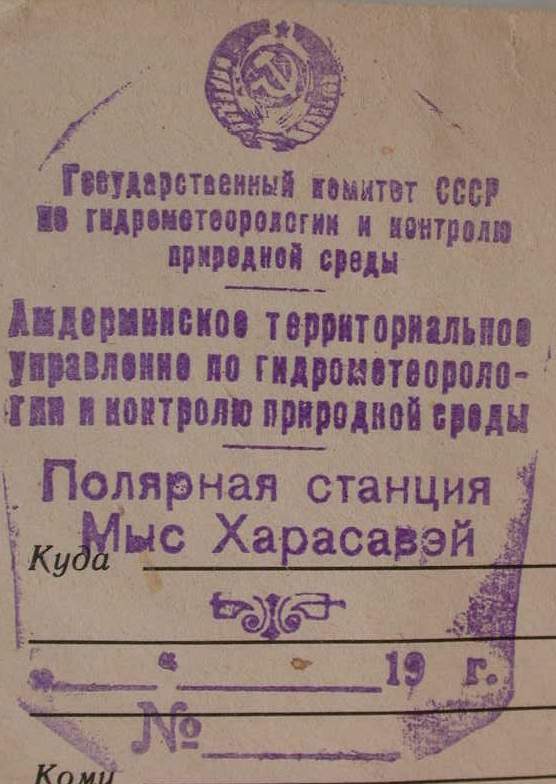 Государственный комитет СССР
по гидрометеорологии и контролю
природной среды
Амдерминское территориальное
управление по гидрометеороло-
гии и контролю природной среды
Полярная станция
Мыс Харасавэй
Куда
„ “ 19 г.
№
Кому